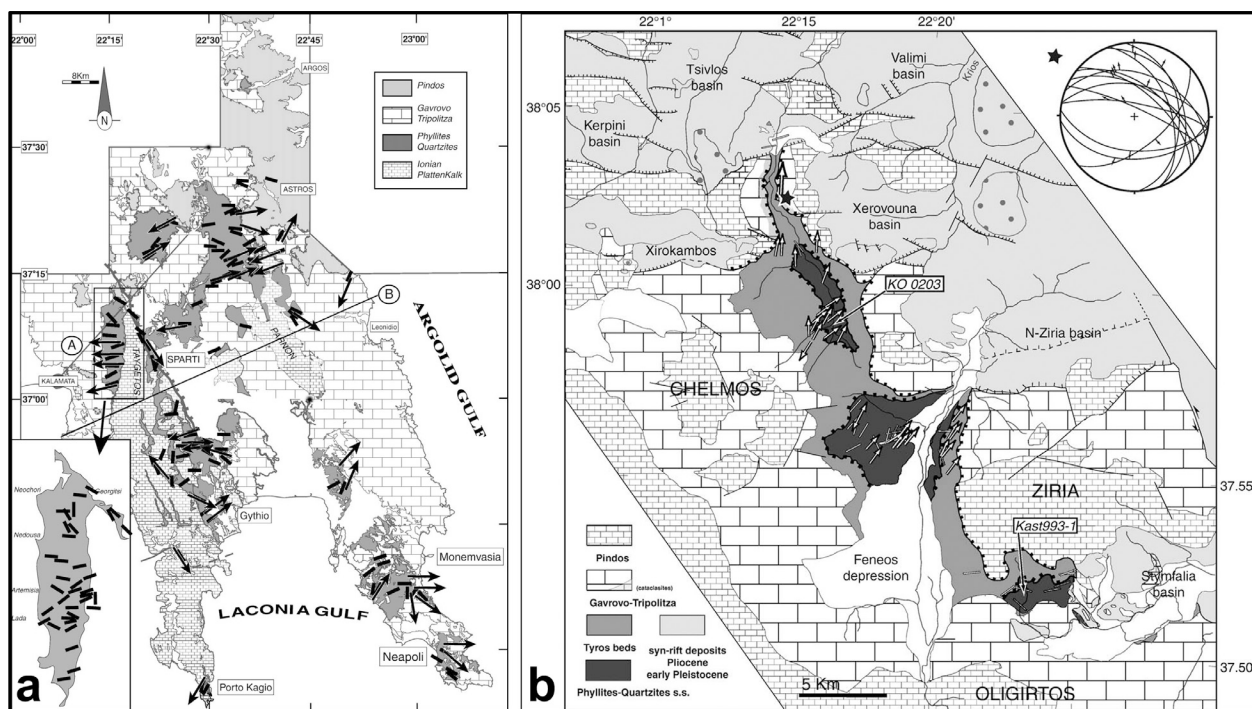 22°00'
22°15'
22°30'
22°45'
23°00'
8Km
N
ARGOS
Pindos
Gavrovo
Tripolitza
Phyllites
Quartzites
Ionian
PlattenKalk
37°30'
ASTROS
37°15'
B
Leonidio
A
SPARTI
PARNON
KALAMATA
TAYGETOS
ARGOLID GULF
37°00'
Neochori
Georgitsi
Nedousa
Artemisia
Lada
Gythio
Monemvasia
LACONIA GULF
Neapoli
Porto Kagio
a
22°1'
22°15'
22°20'
Tsivlos
basin
Valimi
basin
Krios
38°05'
Kerpini
basin
Xerovouna
basin
Xirokambos
38°00'
KO 0203
N-Ziria basin
CHELMOS
37.55
ZIRIA
Kast993-1
Pindos
(cataclasites)
Gavrovo-Tripolitza
Feneos
depression
Stymfalia
basin
Tyros beds
syn-rift deposits
Pliocene
early Pleistocene
Phyllites-Quartzites s.s.
5 Km
37.50
OLIGIRTOS
b